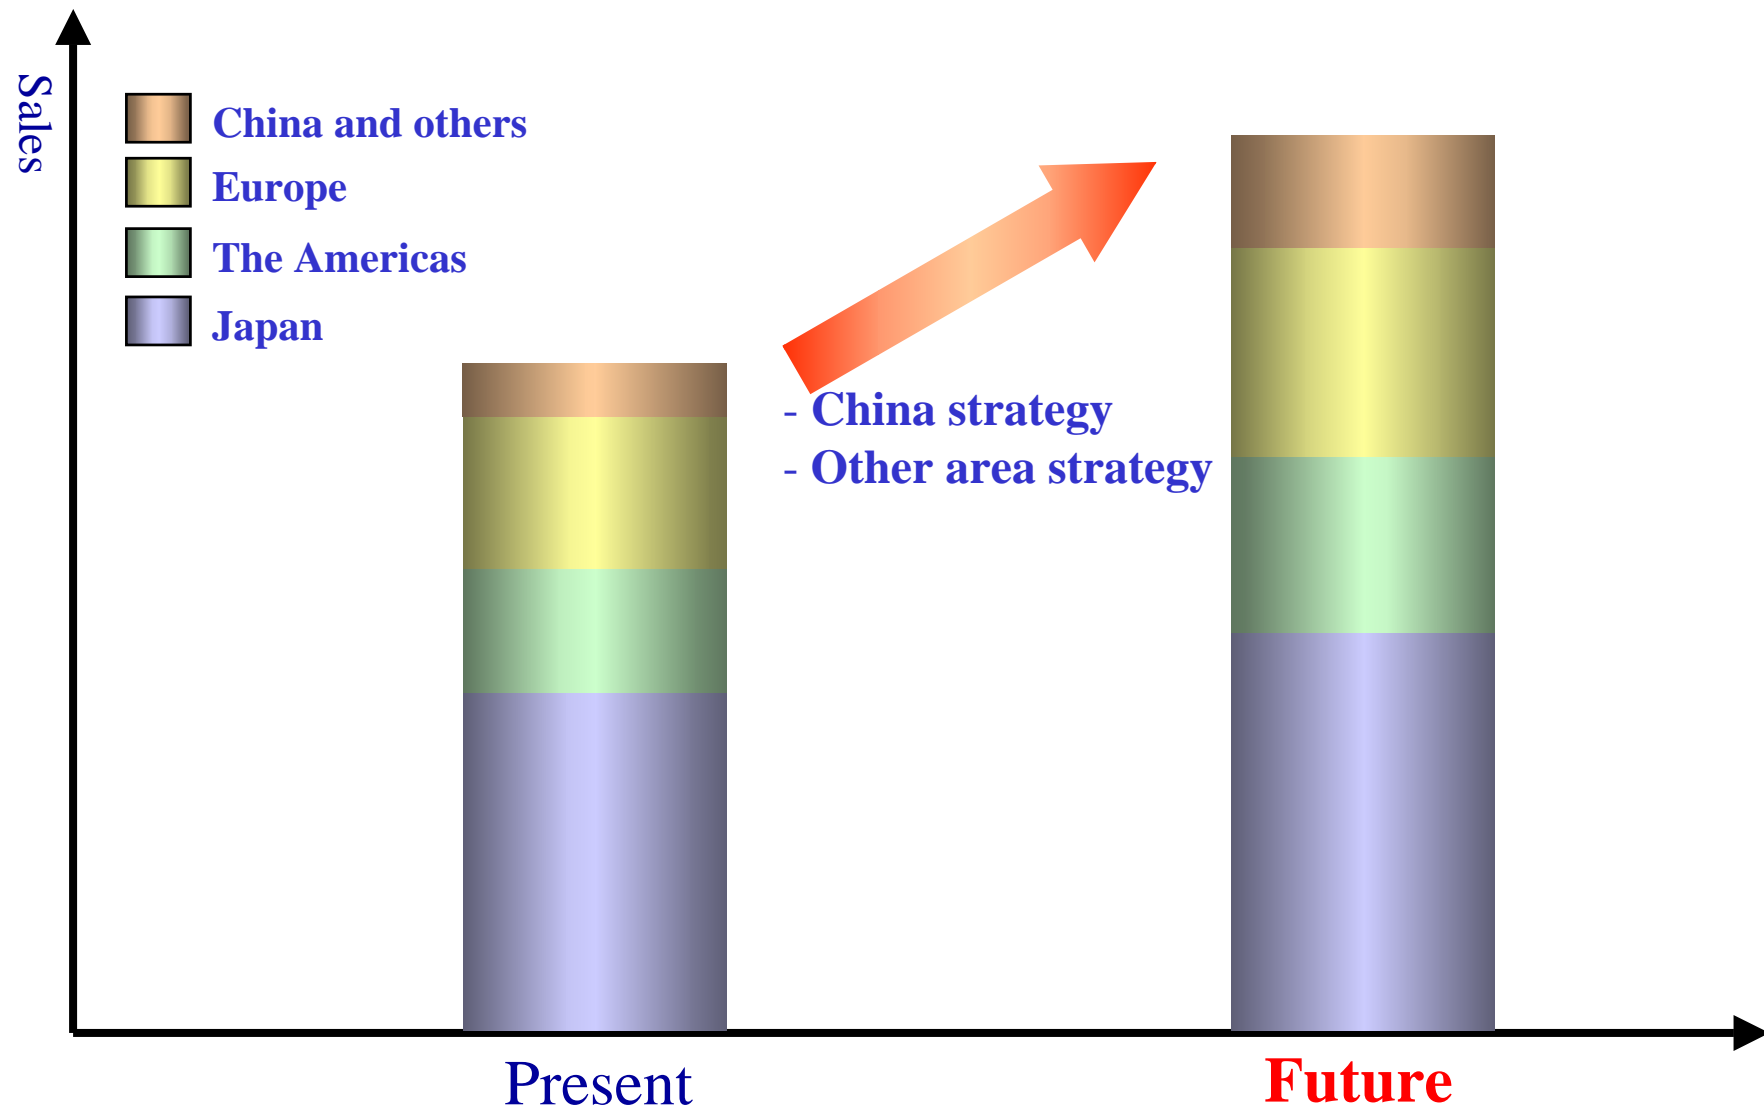 Sales
China and others
Europe
The Americas
Japan
- China strategy
- Other area strategy
Present
Future